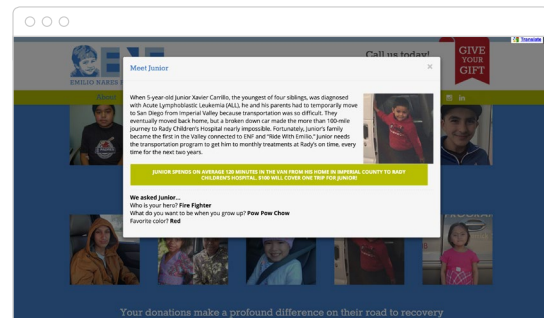 Translate
Call us today!
GIVE
YOUR
GIFT
EMILIO NARES
About
in
Meet Junior
×
When 5-year-old Junior Xavier Carrillo, the youngest of four siblings, was diagnosed
with Acute Lymphoblastic Leukemia (ALL), he and his parents had to temporarily move
to San Diego from Imperial Valley because transportation was so difficult. They
eventually moved back home, but a broken down car made the more than 100-mile
journey to Rady Children's Hospital nearly impossible. Fortunately, Junior's family
became the first in the Valley connected to ENF and "Ride With Emilio." Junior needs
the transportation program to get him to monthly treatments at Rady's on time, every
time for the next two years.
JUNIOR SPENDS ON AVERAGE 120 MINUTES IN THE VAN FROM HIS HOME IN IMPERIAL COUNTY TO RADY
CHILDREN'S HOSPITAL. $100 WILL COVER ONE TRIP FOR JUNIOR!
We asked Junior...
Who is your hero? Fire Fighter
What do you want to be when you grow up? Pow Pow Chow
Favorite color? Red
Your donations make a profound difference on their road to recovery